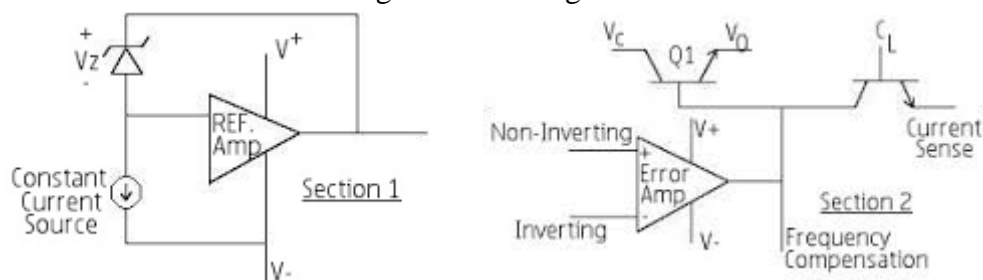 +
Vz
-
V+
REF.
Amp
Constant
Current
Source
Section 1
V-
Vc
Q1
Vo
CL
Non-Inverting
V+
+
Error
Amp
-
Inverting
V-
Current
Sense
Section 2
Frequency
Compensation